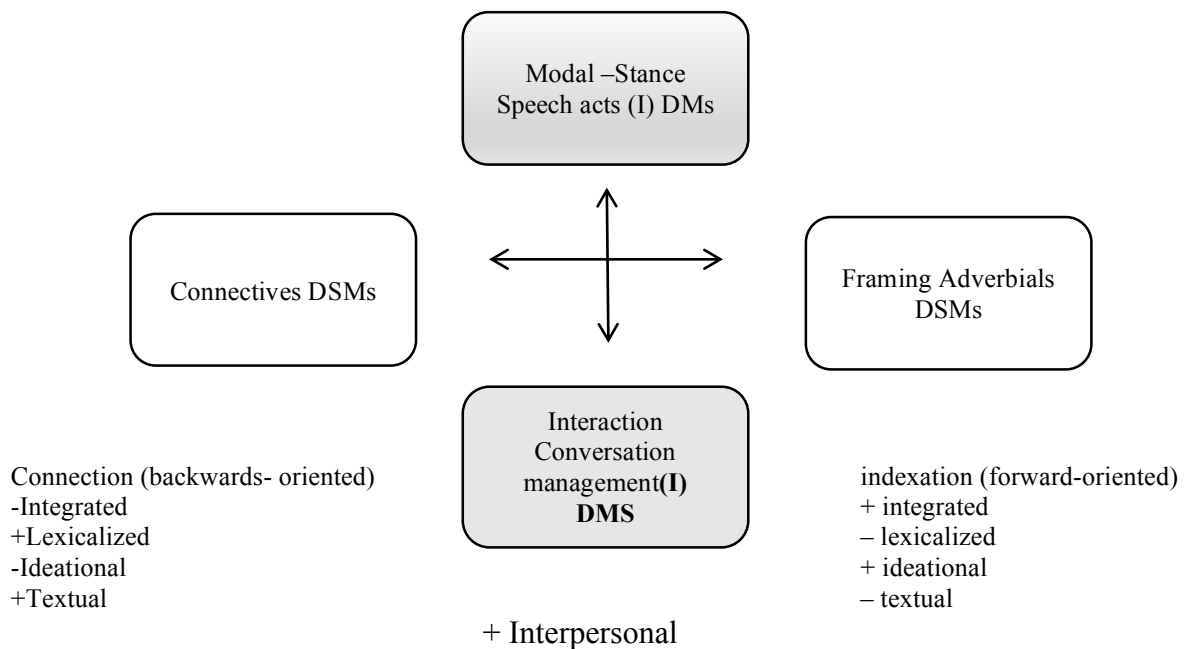 Modal –Stance
Speech acts (I) DMs
Connectives DSMs
Framing Adverbials
DSMs
Interaction
Conversation
management(I)
DMS
Connection (backwards- oriented)
-Integrated
+Lexicalized
-Ideational
+Textual
indexation (forward-oriented)
+ integrated
– lexicalized
+ ideational
– textual
+ Interpersonal